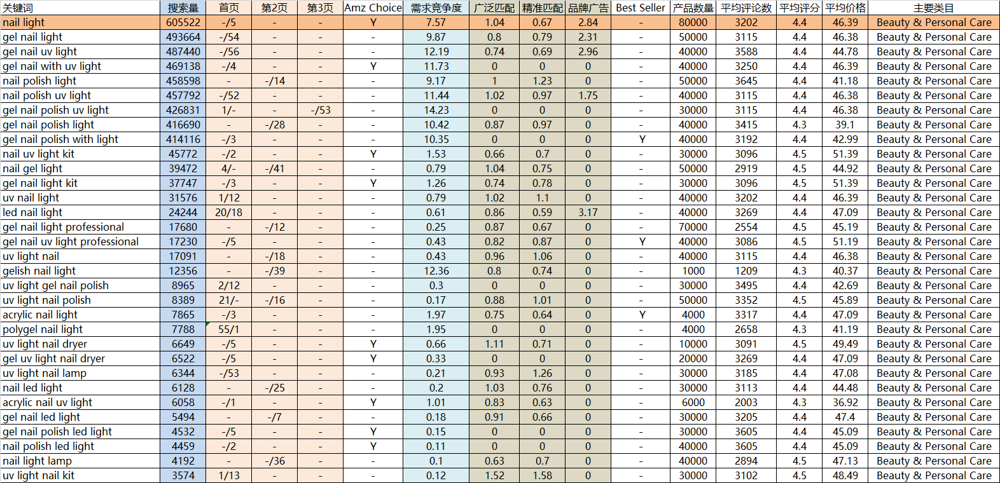 关键词 搜索量 首页 第2页 第3页 Amz Choice 需求竞争度 广泛匹配 精准匹配 品牌广告 Best Seller 产品数量 平均评论数 平均评分 平均价格 主要类目
nail light 605522 -/5 - - Y 7.57 1.04 0.67 2.84 - 80000 3202 4.4 46.39 Beauty & Personal Care
gel nail light 493664 -/54 - - - 9.87 0.8 0.79 2.31 - 50000 3115 4.4 46.38 Beauty & Personal Care
gel nail uv light 487440 -/56 - - - 12.19 0.74 0.69 2.96 - 40000 3588 4.4 44.78 Beauty & Personal Care
gel nail with uv light 469138 -/4 - - Y 11.73 0 0 0 - 40000 3250 4.4 46.39 Beauty & Personal Care
nail polish light 458598 - -/14 - - 9.17 1 1.23 0 - 50000 3645 4.4 41.18 Beauty & Personal Care
nail polish uv light 457792 -/52 - - - 11.44 1.02 0.97 1.75 - 40000 3115 4.4 46.38 Beauty & Personal Care
gel nail polish uv light 426831 1/- - -/53 - 14.23 0 0 0 - 30000 3115 4.4 46.38 Beauty & Personal Care
gel nail polish light 416690 - -/28 - - 10.42 0.87 0.97 0 - 40000 3415 4.3 39.1 Beauty & Personal Care
gel nail polish with light 414116 -/3 - - - 10.35 0 0 0 Y 40000 3192 4.4 42.99 Beauty & Personal Care
nail uv light kit 45772 -/2 - - Y 1.53 0.66 0.7 0 - 30000 3096 4.5 51.39 Beauty & Personal Care
nail gel light 39472 4/- -/41 - - 0.79 1.04 0.75 0 - 50000 2919 4.5 44.92 Beauty & Personal Care
gel nail light kit 37747 -/3 - - Y 1.26 0.74 0.78 0 - 30000 3096 4.5 51.39 Beauty & Personal Care
uv nail light 31576 1/12 - - - 0.79 1.02 1.1 0 - 40000 3202 4.4 46.39 Beauty & Personal Care
led nail light 24244 20/18 - - - 0.61 0.86 0.59 3.17 - 40000 3269 4.4 47.09 Beauty & Personal Care
gel nail light professional 17680 - -/12 - - 0.25 0.87 0.67 0 - 70000 2554 4.5 45.19 Beauty & Personal Care
gel nail uv light professional 17230 -/5 - - - 0.43 0.82 0.87 0 Y 40000 3086 4.5 51.19 Beauty & Personal Care
uv light nail 17091 - -/18 - - 0.43 0.96 1.06 0 - 40000 3115 4.4 46.38 Beauty & Personal Care
gelish nail light 12356 - -/39 - - 12.36 0.8 0.74 0 - 1000 1209 4.3 40.37 Beauty & Personal Care
uv light gel nail polish 8965 2/12 - - - 0.3 0 0 0 - 30000 3495 4.4 42.69 Beauty & Personal Care
uv light nail polish 8389 21/- -/16 - - 0.17 0.88 1.01 0 - 50000 3352 4.5 45.89 Beauty & Personal Care
acrylic nail light 7865 -/3 - - - 1.97 0.75 0.64 0 Y 4000 3317 4.4 47.09 Beauty & Personal Care
polygel nail light 7788 55/1 - - - 1.95 0 0 0 - 4000 2658 4.3 41.19 Beauty & Personal Care
uv light nail dryer 6649 -/5 - - Y 0.66 1.11 0.71 0 - 10000 3091 4.5 49.49 Beauty & Personal Care
gel uv light nail dryer 6522 -/5 - - Y 0.33 0 0 0 - 20000 3269 4.4 47.09 Beauty & Personal Care
uv light nail lamp 6344 -/53 - - - 0.21 0.93 1.26 0 - 30000 3185 4.4 47.08 Beauty & Personal Care
nail led light 6128 - -/25 - - 0.2 1.03 0.76 0 - 30000 3113 4.4 44.48 Beauty & Personal Care
acrylic nail uv light 6058 -/1 - - Y 1.01 0.83 0.63 0 - 6000 2003 4.3 36.92 Beauty & Personal Care
gel nail led light 5494 - -/7 - - 0.18 0.91 0.66 0 - 30000 3205 4.4 47.4 Beauty & Personal Care
gel nail polish led light 4532 -/5 - - Y 0.15 0 0 0 - 30000 3605 4.4 45.09 Beauty & Personal Care
nail polish led light 4459 -/2 - - Y 0.11 0 0 0 - 40000 3605 4.4 45.09 Beauty & Personal Care
nail light lamp 4192 - -/36 - - 0.1 0.63 0.7 0 - 40000 2894 4.5 47.13 Beauty & Personal Care
uv light nail kit 3574 1/13 - - - 0.12 1.52 1.58 0 - 30000 3102 4.5 48.49 Beauty & Personal Care